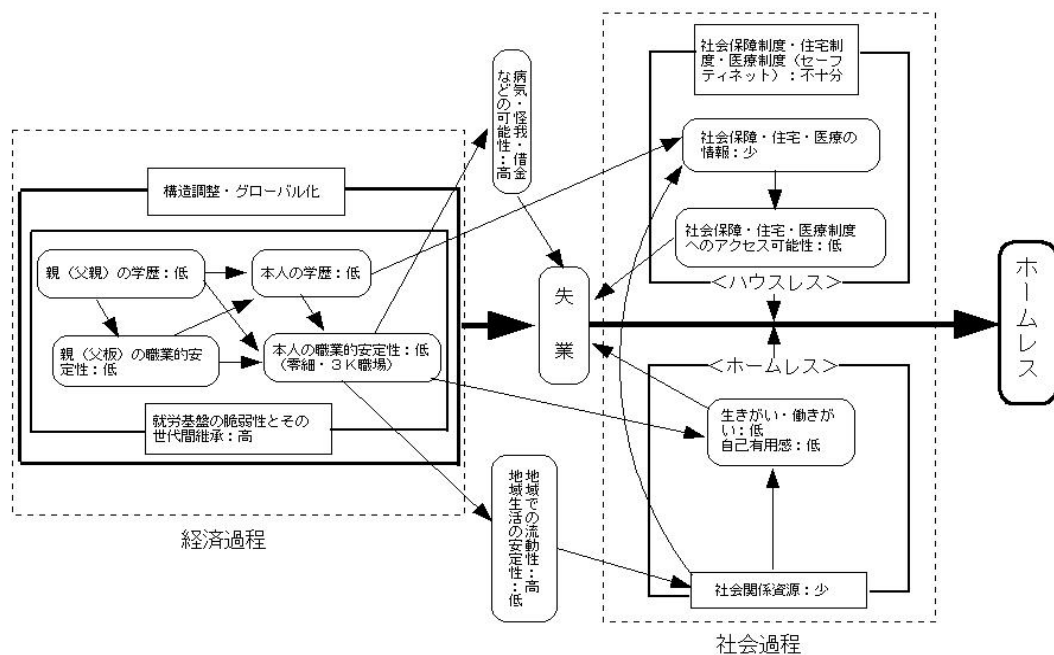 社会保障制度・住宅制
度・医療制度（セーフ
ティネット）：不十分
病気・怪我・借金
などの可能性：高
社会保障・住宅・医療の
情報：少
構造調整・グローバル化
社会保障・住宅・医療制度
へのアクセス可能性：低
親（父親）の学歴：低
本人の学歴：低
＜ハウスレス＞
失業
ホームレス
親（父板）の職業的安
定性：低
本人の職業的安定性：低
（零細・３Ｋ職場）
＜ホームレス＞
就労基盤の脆弱性とその
世代間継承：高
生きがい・働きが
い：低
自己有用感：低
地域での流動性：高
地域生活の安定性：低
経済過程
社会関係資源：少
社会過程